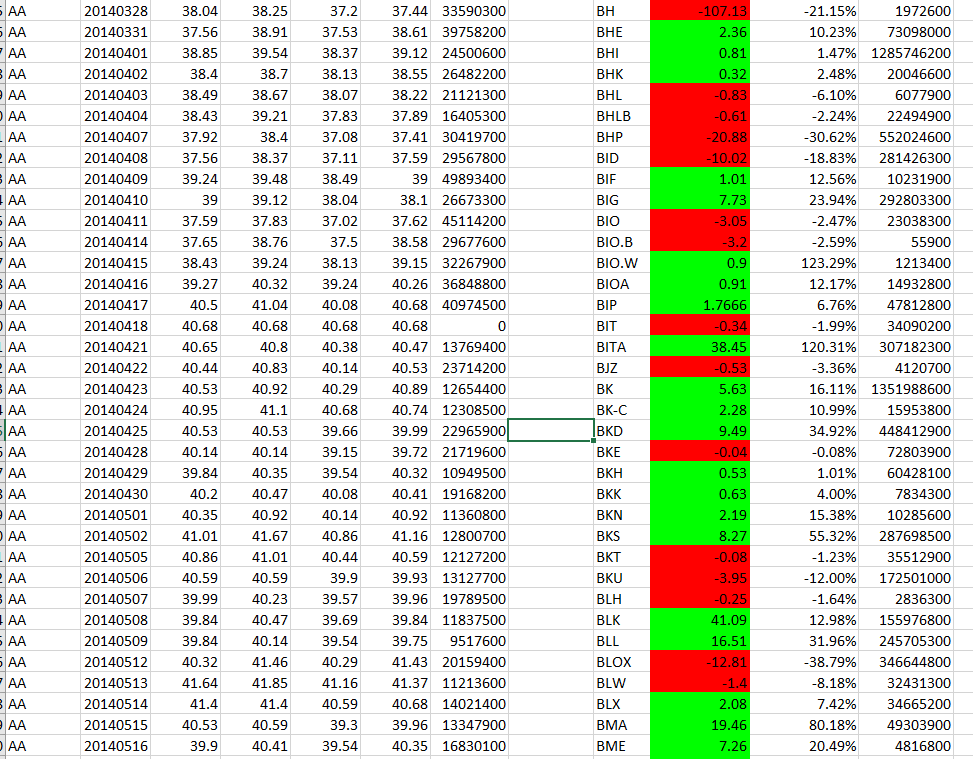 AA 20140328 38.04 38.25 37.2 37.44 33590300 BH -107.13 -21.15% 1972600
AA 20140331 37.56 38.91 37.53 38.61 39758200 BHE 2.36 10.23% 73098000
AA 20140401 38.85 39.54 38.37 39.12 24500600 BHI 0.81 1.47% 1285746200
AA 20140402 38.4 38.7 38.13 38.55 26482200 BHK 0.32 2.48% 20046600
AA 20140403 38.49 38.67 38.07 38.22 21121300 BHL -0.83 -6.10% 6077900
AA 20140404 38.43 39.21 37.83 37.89 16405300 BHLB -0.61 -2.24% 22494900
AA 20140407 37.92 38.4 37.08 37.41 30419700 BHP -20.88 -30.62% 552024600
AA 20140408 37.56 38.37 37.11 37.59 29567800 BID -10.02 -18.83% 281426300
AA 20140409 39.24 39.48 38.49 39 49893400 BIF 1.01 12.56% 10231900
AA 20140410 39 39.12 38.04 38.1 26673300 BIG 7.73 23.94% 292803300
AA 20140411 37.59 37.83 37.02 37.62 45114200 BIO -3.05 -2.47% 23038300
AA 20140414 37.65 38.76 37.5 38.58 29677600 BIO.B -3.2 -2.59% 55900
AA 20140415 38.43 39.24 38.13 39.15 32267900 BIO.W 0.9 123.29% 1213400
AA 20140416 39.27 40.32 39.24 40.26 36848800 BIOA 0.91 12.17% 14932800
AA 20140417 40.5 41.04 40.08 40.68 40974500 BIP 1.7666 6.76% 47812800
AA 20140418 40.68 40.68 40.68 40.68 0 BIT -0.34 -1.99% 34090200
AA 20140421 40.65 40.8 40.38 40.47 13769400 BITA 38.45 120.31% 307182300
AA 20140422 40.44 40.83 40.14 40.53 23714200 BJZ -0.53 -3.36% 4120700
AA 20140423 40.53 40.92 40.29 40.89 12654400 BK 5.63 16.11% 1351988600
AA 20140424 40.95 41.1 40.68 40.74 12308500 BK-C 2.28 10.99% 15953800
AA 20140425 40.53 40.53 39.66 39.99 22965900 BKD 9.49 34.92% 448412900
AA 20140428 40.14 40.14 39.15 39.72 21719600 BKE -0.04 -0.08% 72803900
AA 20140429 39.84 40.35 39.54 40.32 10949500 BKH 0.53 1.01% 60428100
AA 20140430 40.2 40.47 40.08 40.41 19168200 BKK 0.63 4.00% 7834300
AA 20140501 40.35 40.92 40.14 40.92 11360800 BKN 2.19 15.38% 10285600
AA 20140502 41.01 41.67 40.86 41.16 12800700 BKS 8.27 55.32% 287698500
AA 20140505 40.86 41.01 40.44 40.59 12127200 BKT -0.08 -1.23% 35512900
AA 20140506 40.59 40.59 39.9 39.93 13127700 BKU -3.95 -12.00% 172501000
AA 20140507 39.99 40.23 39.57 39.96 19789500 BLH -0.25 -1.64% 2836300
AA 20140508 39.84 40.47 39.69 39.84 11837500 BLK 41.09 12.98% 155976800
AA 20140509 39.84 40.14 39.54 39.75 9517600 BLL 16.51 31.96% 245705300
AA 20140512 40.32 41.46 40.29 41.43 20159400 BLOX -12.81 -38.79% 346644800
AA 20140513 41.64 41.85 41.16 41.37 11213600 BLW -1.4 -8.18% 32431300
AA 20140514 41.4 41.4 40.59 40.68 14021400 BLX 2.08 7.42% 34665200
AA 20140515 40.53 40.59 39.3 39.96 13347900 BMA 19.46 80.18% 49303900
AA 20140516 39.9 40.41 39.54 40.35 16830100 BME 7.26 20.49% 4816800